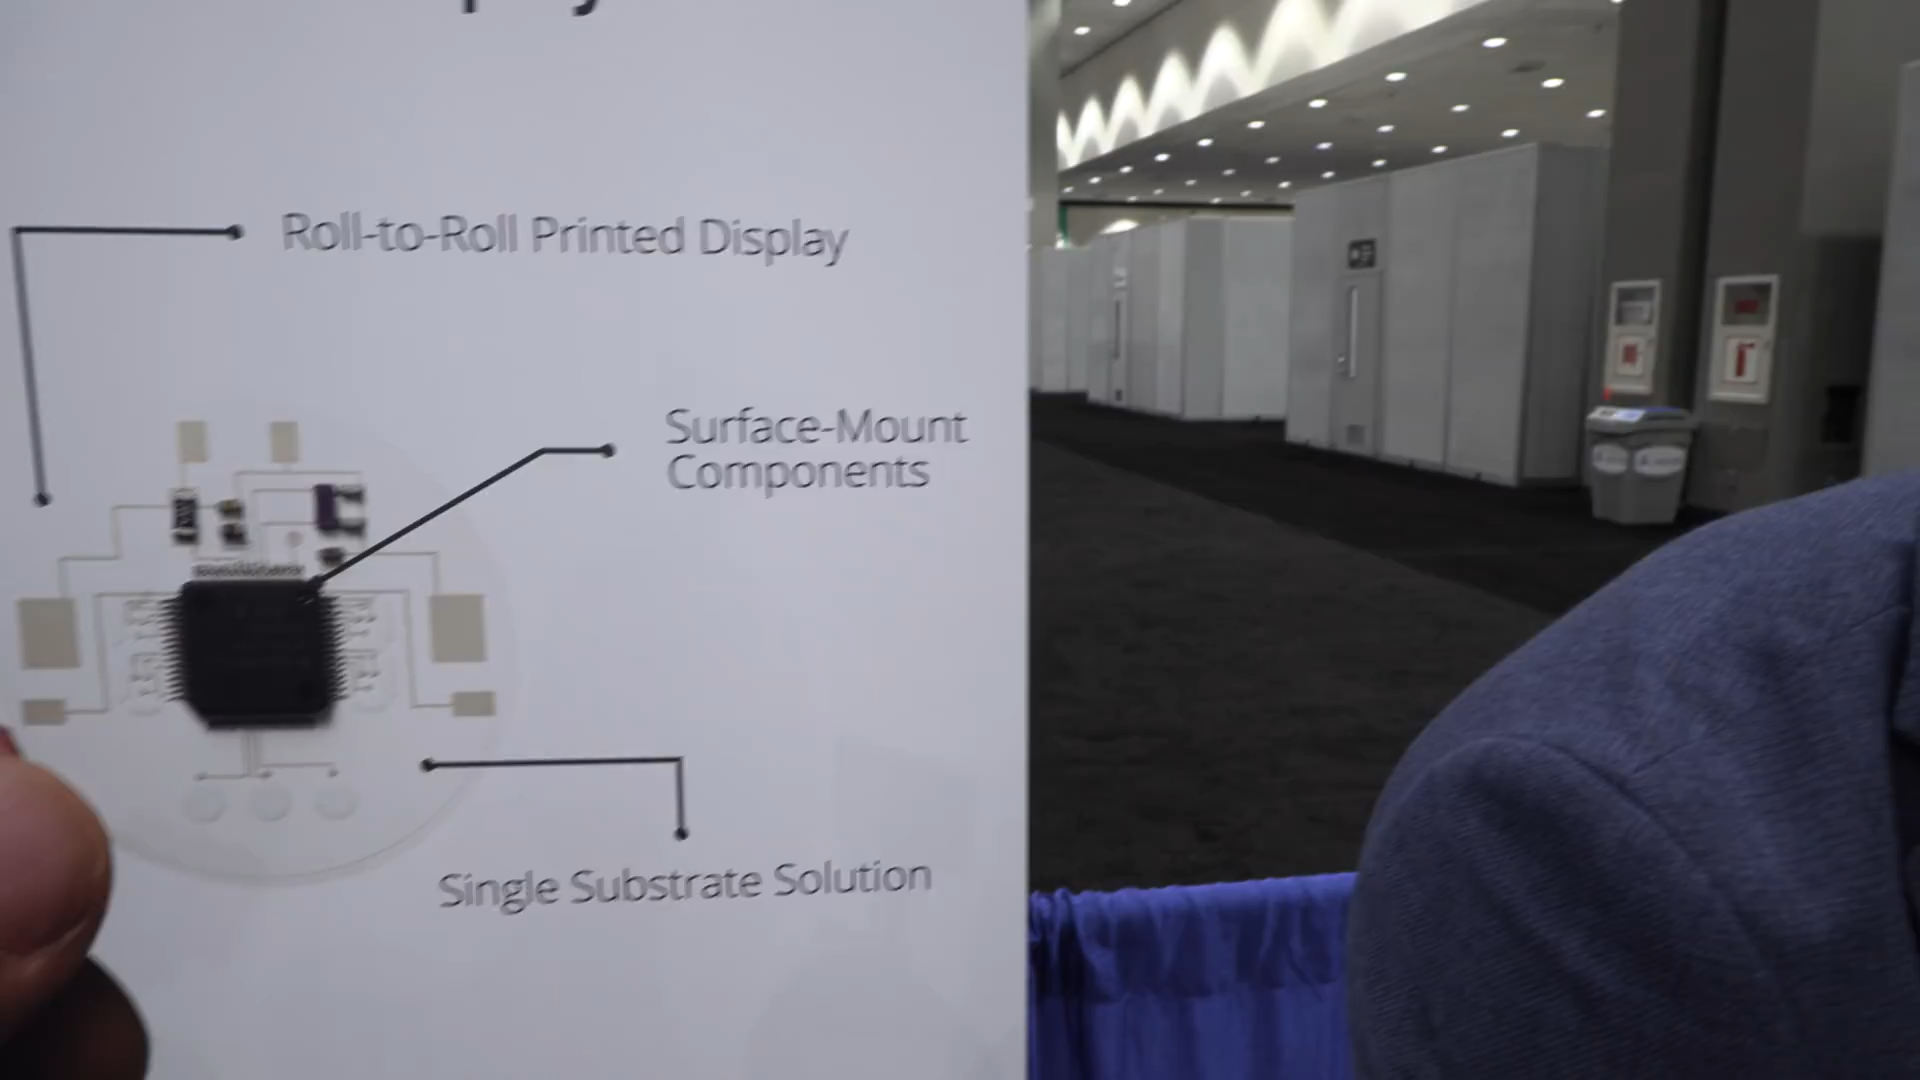 Roll-to-Roll Printed Display
Surface-Mount
Components
Single Substrate Solution